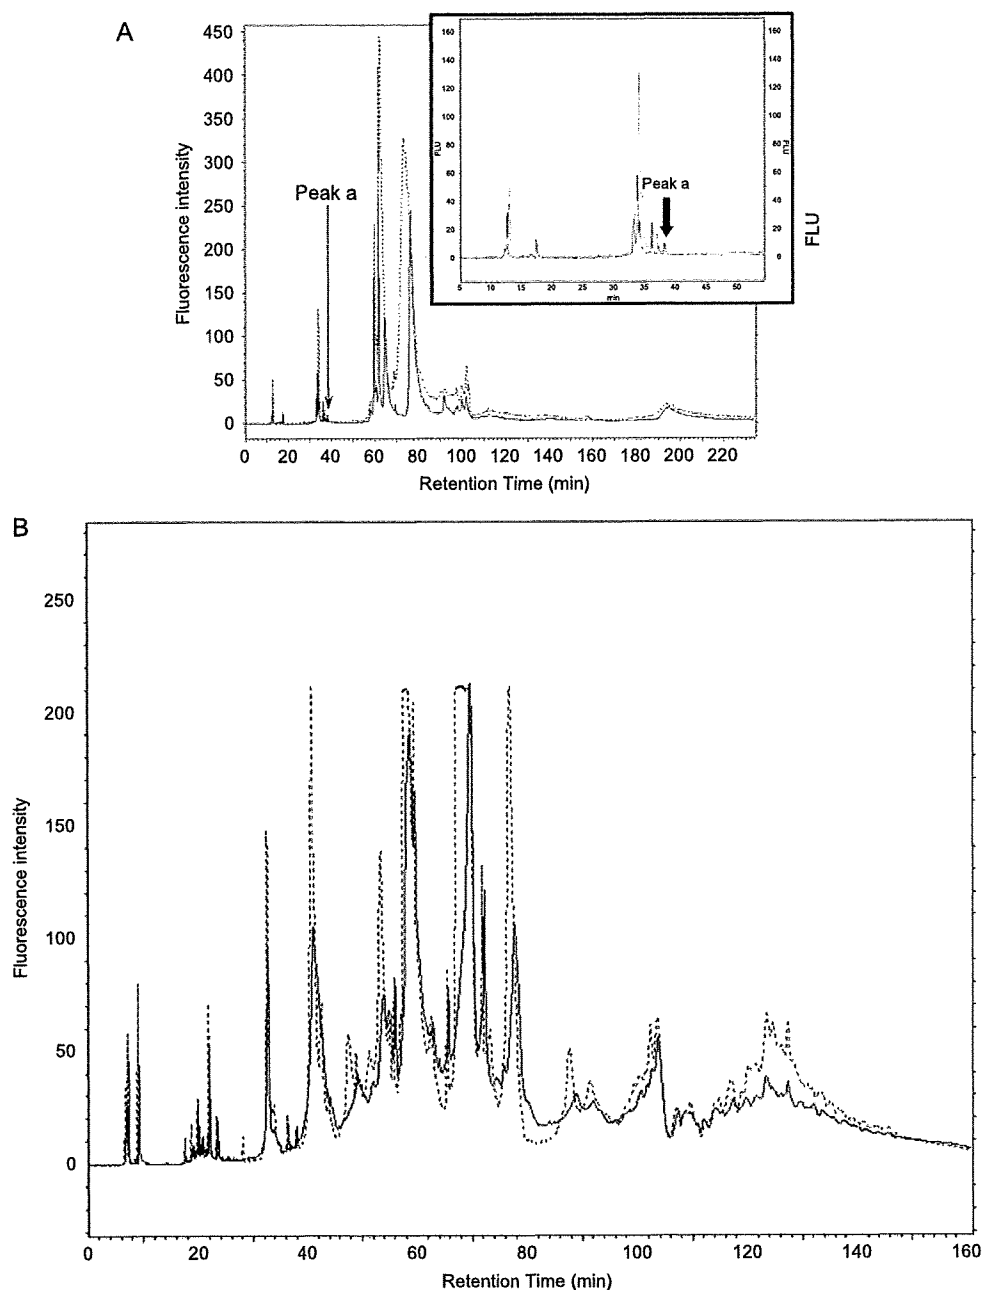 A
450
400
350
300
250
200
150
100
50
0
Fluorescence intensity
Peak a
0 20 40 60 80 100 120 140 160 180 200 220
Retention Time (min)
160
140
120
100
80
60
40
20
0
FLU
Peak a
160
140
120
100
80
60
40
20
0
FLU
FLU
5 10 15 20 25 30 35 40 45 50
min
B
250
200
150
100
50
0
Fluorescence intensity
0 20 40 60 80 100 120 140 160
Retention Time (min)